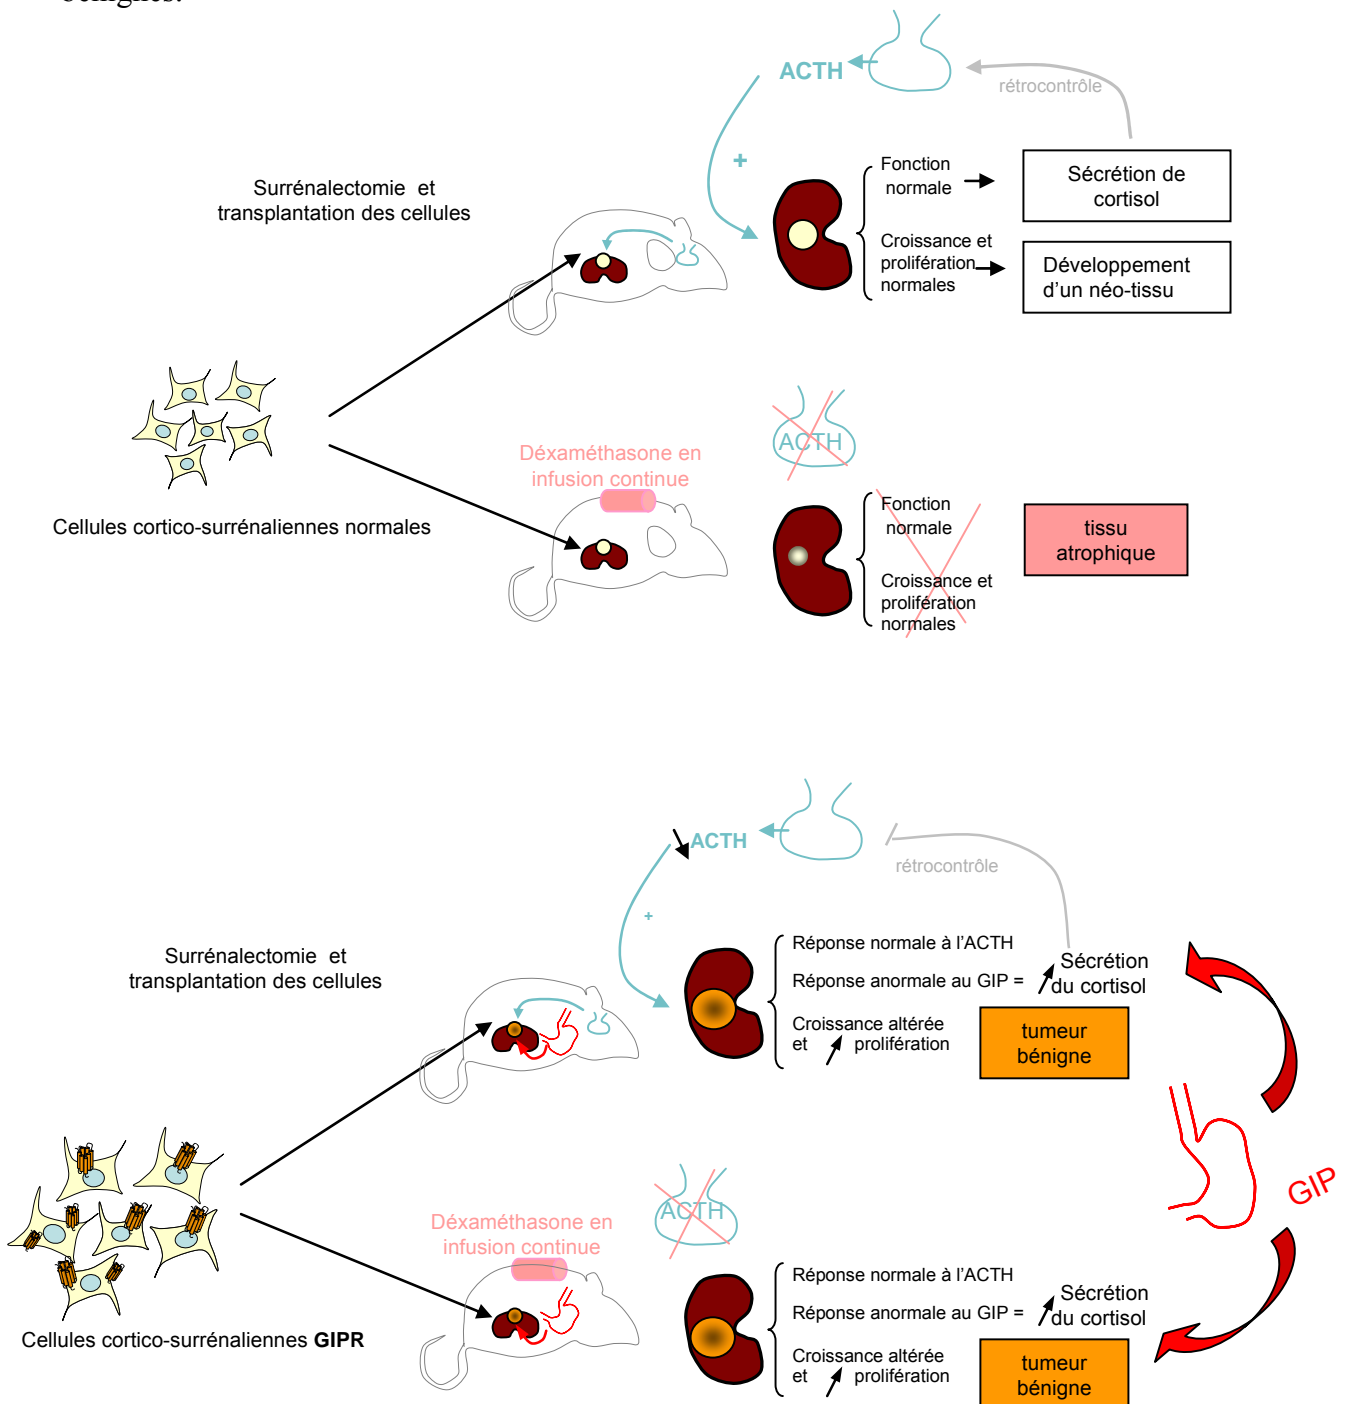 bénignes.
ACTH
rétrocontrôle
+
Surrénalectomie et
transplantation des cellules
Fonction
normale
Sécrétion de
cortisol
Croissance et
prolifération
normales
Développement
d'un néo-tissu
Cellules cortico-surrénaliennes normales
Déxaméthasone en
infusion continue
ACTH
Fonction
normale
Croissance et
prolifération
normales
tissu
atrophique
ACTH
rétrocontrôle
+
Surrénalectomie et
transplantation des cellules
Réponse normale à l'ACTH
Réponse anormale au GIP =
Sécrétion
du cortisol
Croissance altérée
et prolifération
tumeur
bénigne
GIP
Cellules cortico-surrénaliennes GIPR
Déxaméthasone en
infusion continue
ACTH
Réponse normale à l'ACTH
Réponse anormale au GIP =
Sécrétion
du cortisol
Croissance altérée
et prolifération
tumeur
bénigne